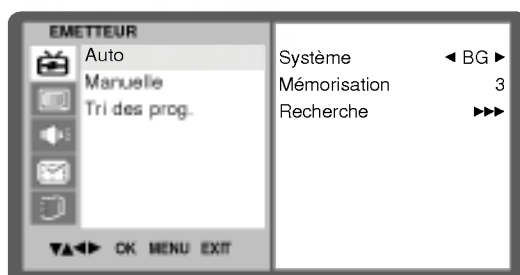 EMETTEUR
Auto
Manuelle
Tri des prog.
▼▲◀▶ OK MENU EXIT
Système ◀ BG ▶
Mémorisation 3
Recherche ▶▶▶